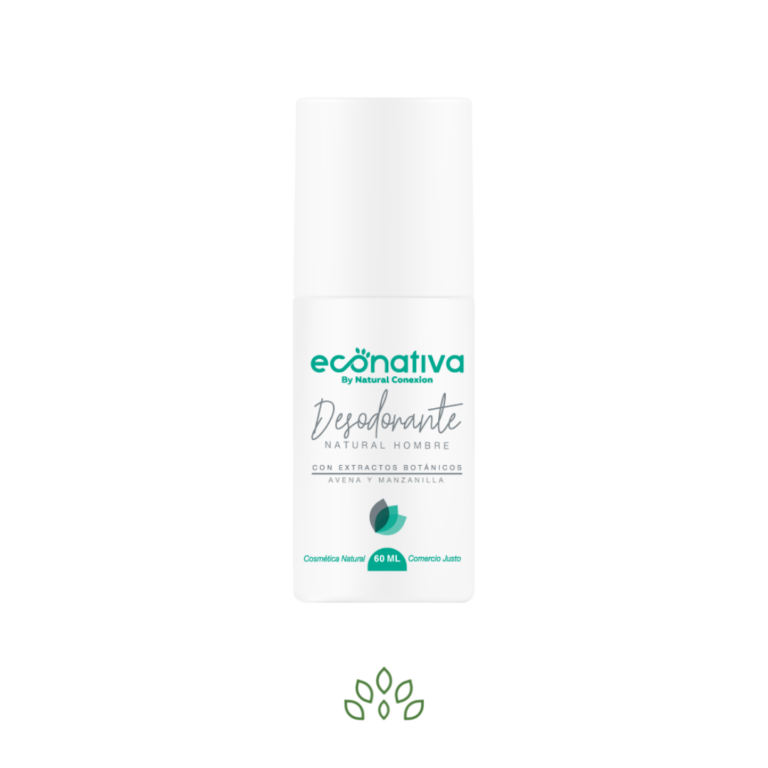 econativa
By Natural Conexion
Desodorante
NATURAL HOMBRE
CON EXTRACTOS BOTÁNICOS
AVENA Y MANZANILLA
Cosmética Natural 60 ML Comercio Justo